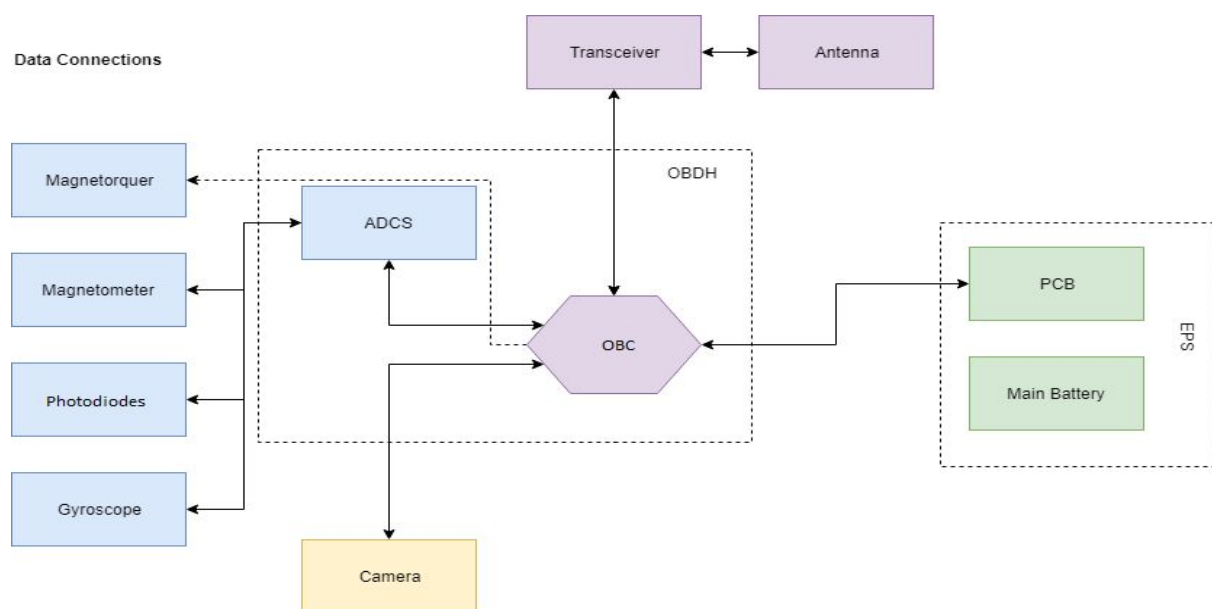 Data Connections
Transceiver
Antenna
Magnetorquer
OBDH
ADCS
Magnetometer
PCB
EPS
OBC
Photodiodes
Main Battery
Gyroscope
Camera